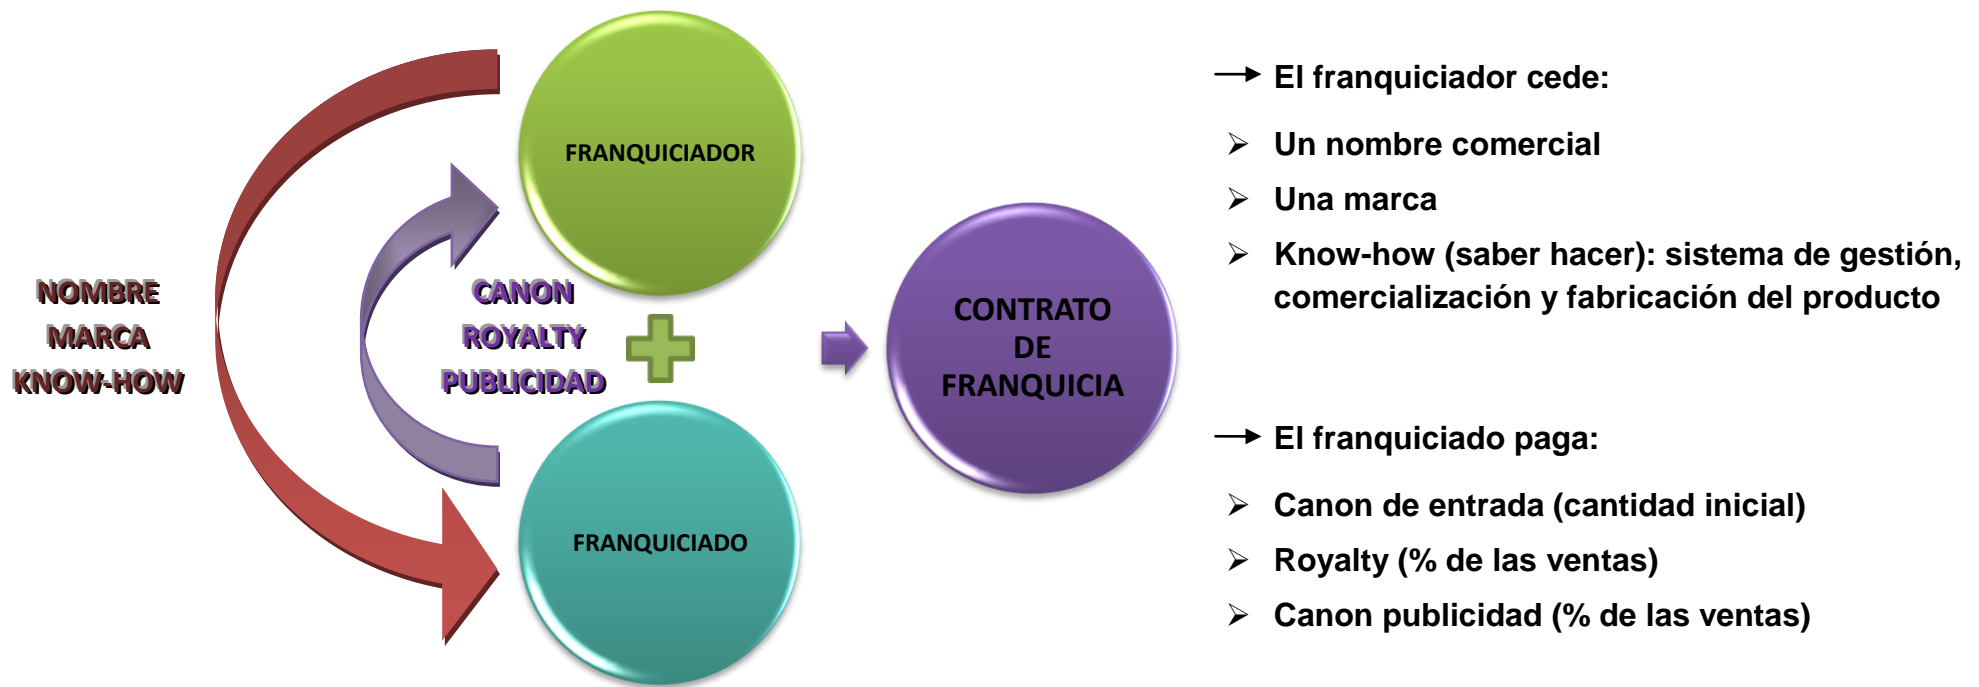 FRANQUICIADOR
NOMBRE
MARCA
KNOW-HOW
CANON
ROYALTY
PUBLICIDAD
FRANQUICIADO
CONTRATO
DE
FRANQUICIA
El franquiciador cede:
Un nombre comercial
Una marca
Know-how (saber hacer): sistema de gestión,
comercialización y fabricación del producto
El franquiciado paga:
Canon de entrada (cantidad inicial)
Royalty (% de las ventas)
Canon publicidad (% de las ventas)